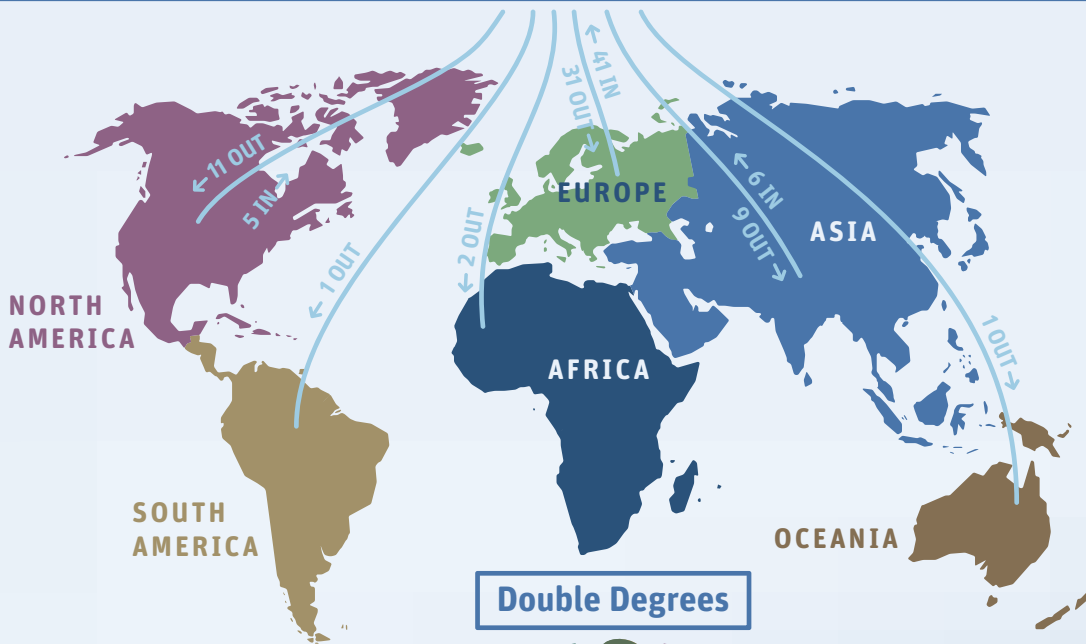 ← 41 IN
31 OUT →
← 11 OUT
5 IN →
EUROPE
← 6 IN
9 OUT →
ASIA
← 2 OUT
← 1 OUT
NORTH
AMERICA
1 OUT →
AFRICA
SOUTH
AMERICA
OCEANIA
Double Degrees